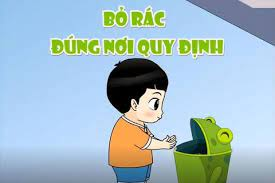 BỎ RÁC
ĐÚNG NƠI QUY ĐỊNH